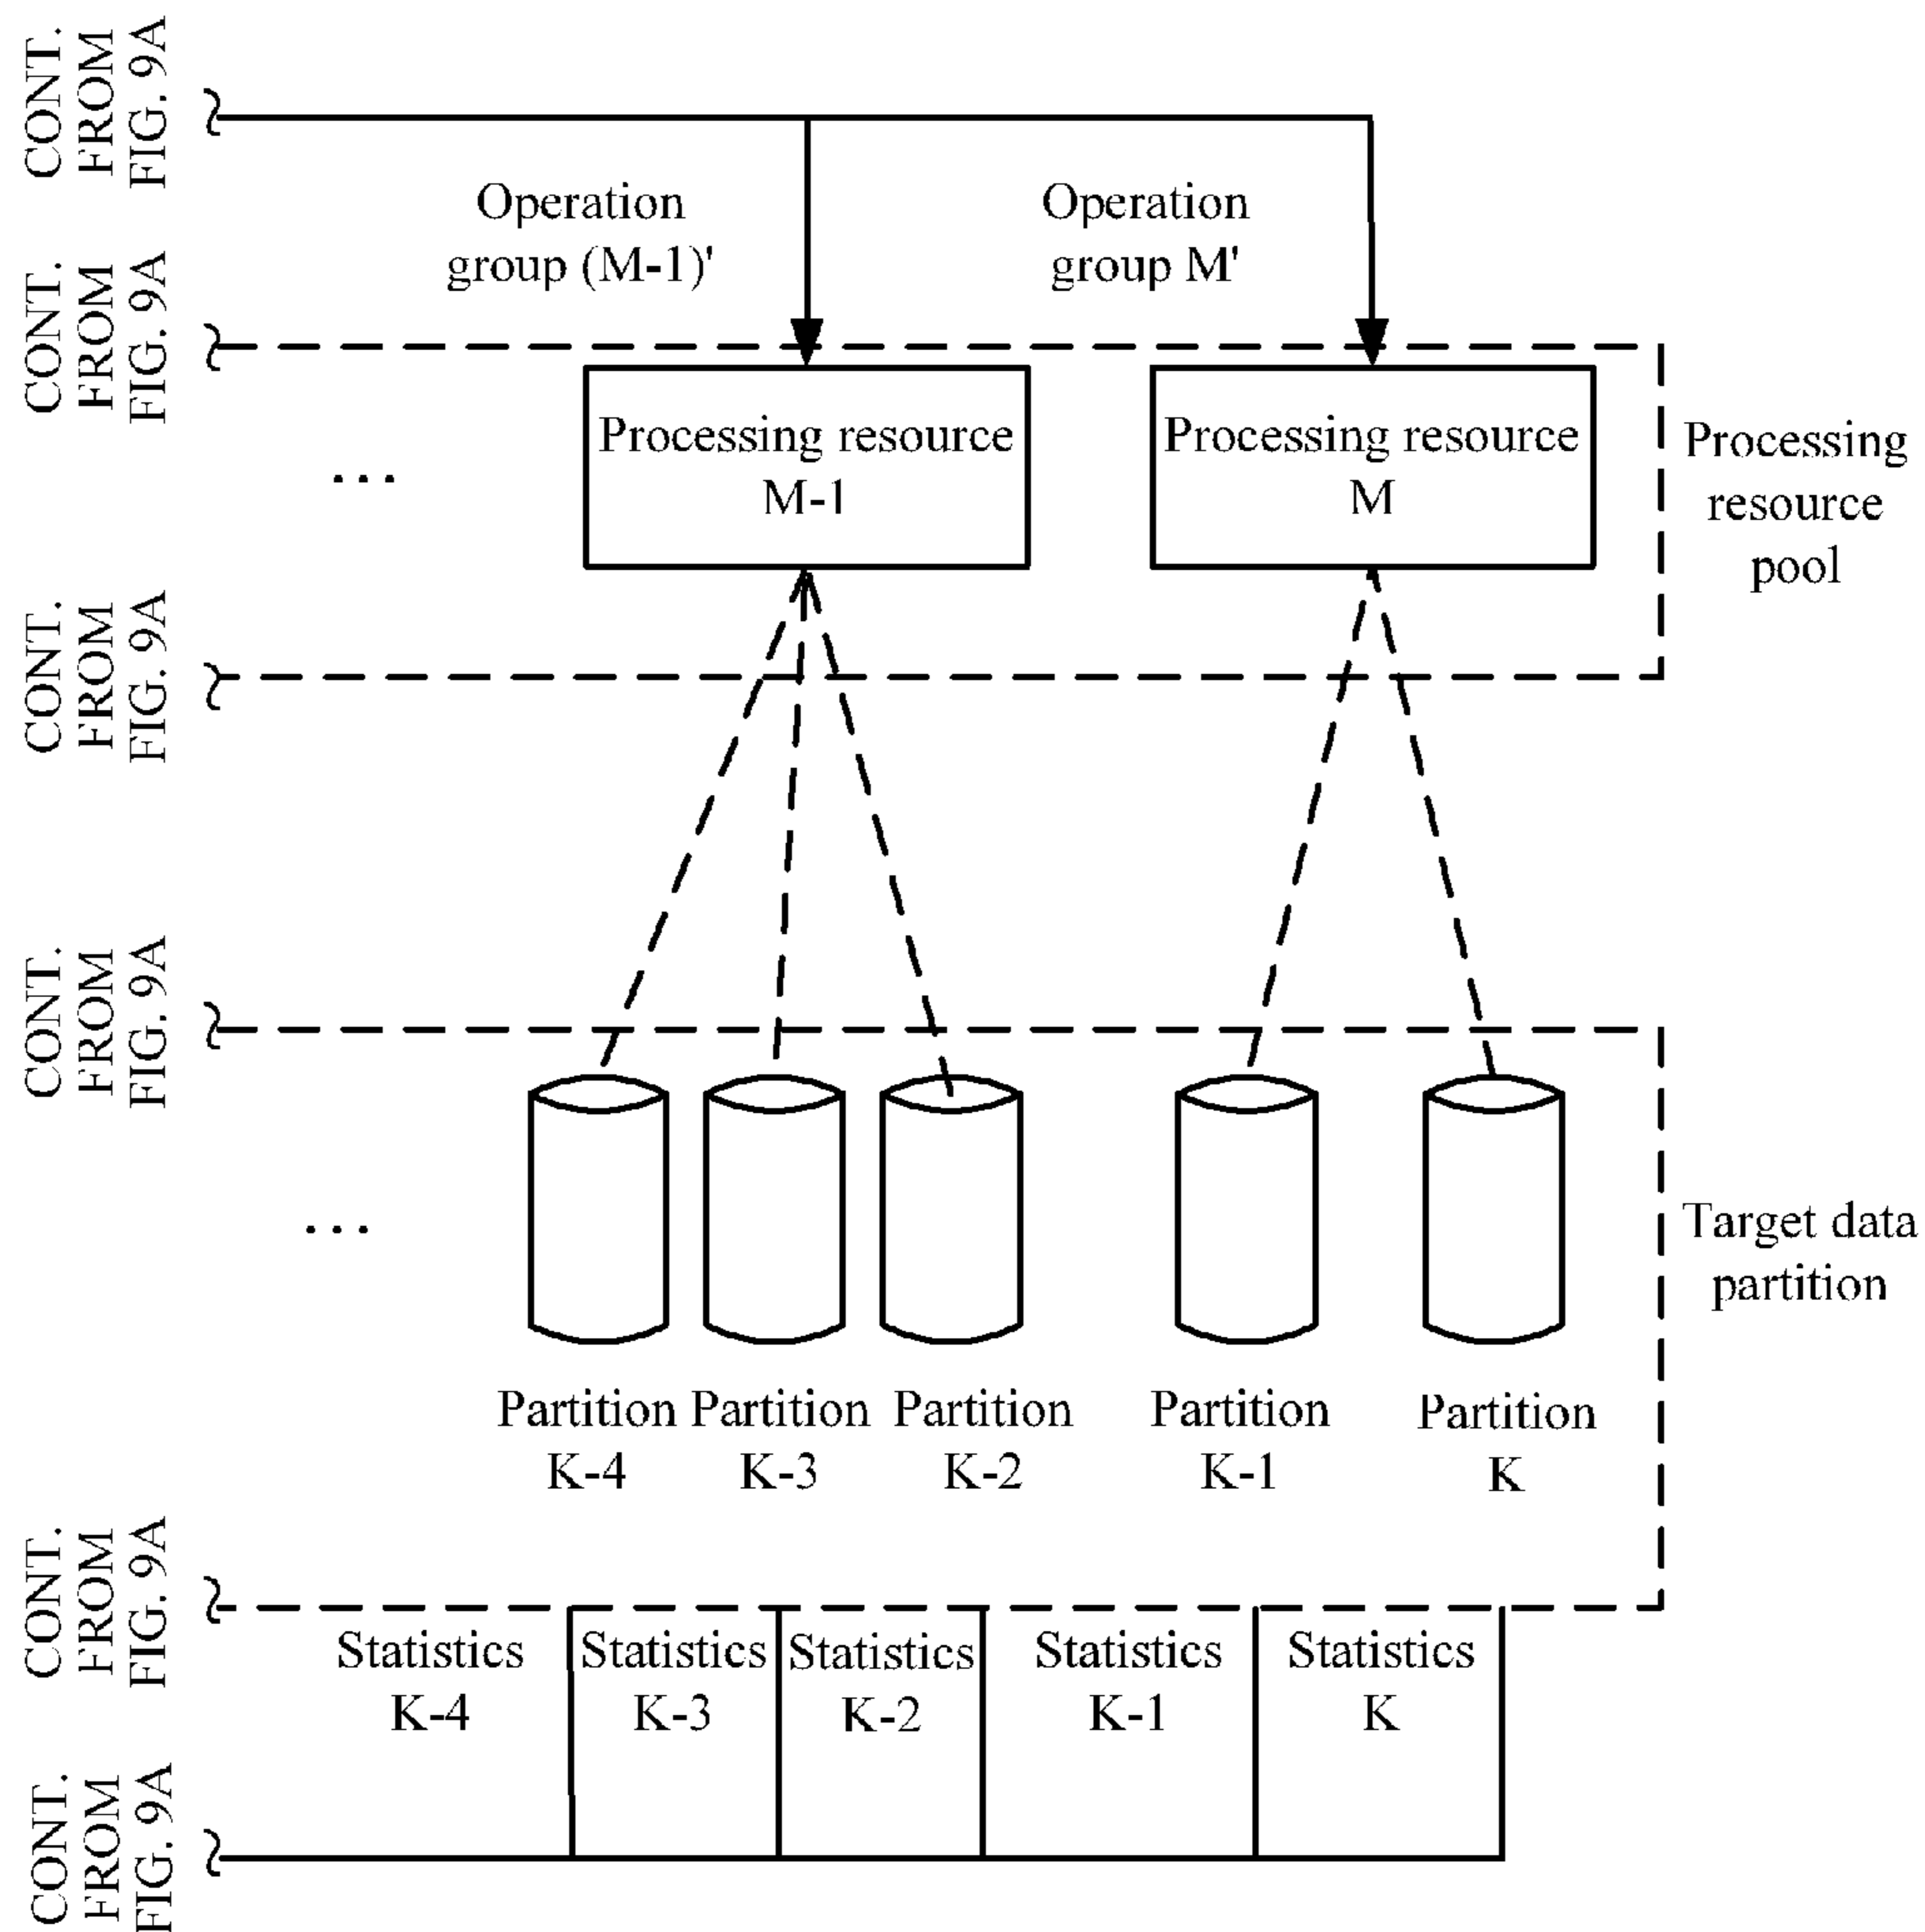 CONT.
FROM
FIG. 9A
Operation
group (M-1)'
Operation
group M'
CONT.
FROM
FIG. 9A
Processing resource
M-1
Processing resource
M
Processing
resource
pool
...
CONT.
FROM
FIG. 9A
CONT.
FROM
FIG. 9A
...
Target data
partition
Partition
K-4
Partition
K-3
Partition
K-2
Partition
K-1
Partition
K
CONT.
FROM
FIG. 9A
Statistics
K-4
Statistics
K-3
Statistics
K-2
Statistics
K-1
Statistics
K
CONT.
FROM
FIG. 9A